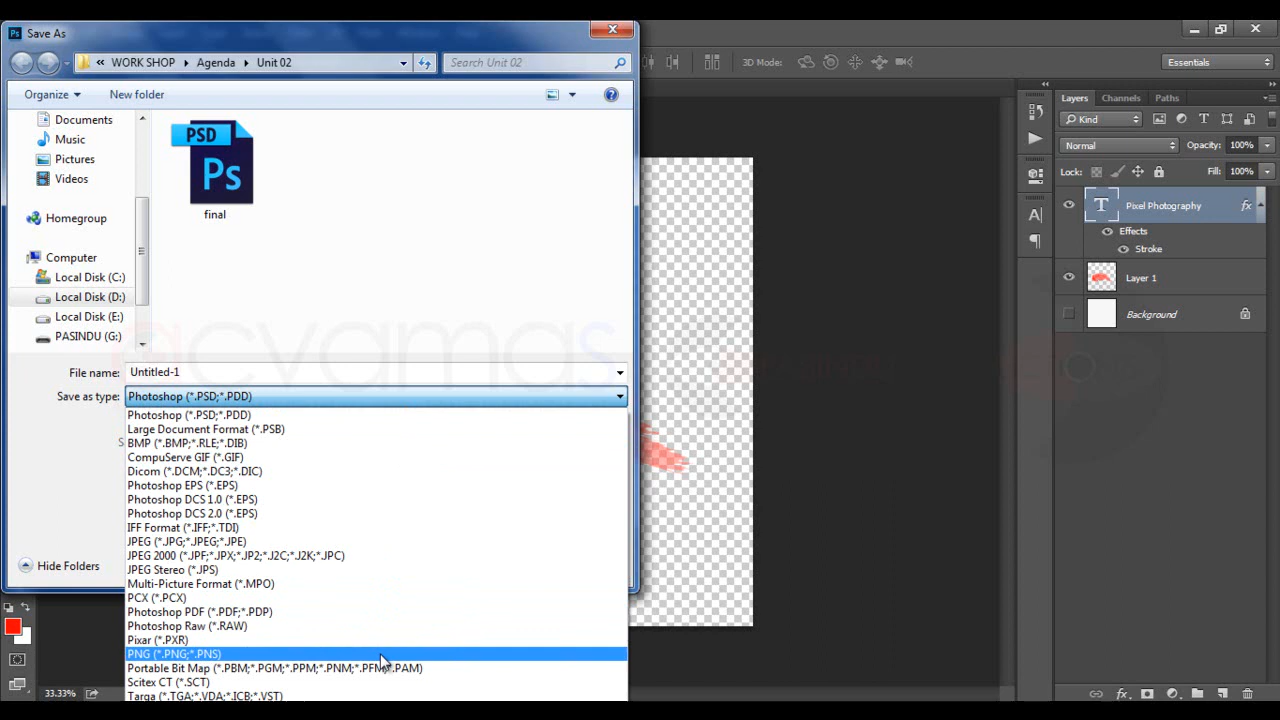 Save As
WORK SHOP
Agenda
Unit 02
Search Unit 02
3D Mode:
Essentials
Organize
New folder
Layers
Channels
Paths
Documents
Music
Pictures
Videos
Homegroup
Computer
Local Disk (C:)
Local Disk (D:)
Local Disk (E:)
PASINDU (G:)
PSD
Ps
final
Kind
Normal
Opacity: 100%
Lock:
Fill: 100%
T Pixel Photography fx
Effects
Stroke
Layer 1
Background
cvamas
File name: Untitled-1
Save as type: Photoshop (*.PSD;*.PDD)
Photoshop (*.PSD;*.PDD)
Large Document Format (*.PSB)
BMP (*.BMP;*.RLE;*.DIB)
CompuServe GIF (*.GIF)
Dicom (*.DCM;*.DC3;*.DIC)
Photoshop EPS (*.EPS)
Photoshop DCS 1.0 (*.EPS)
Photoshop DCS 2.0 (*.EPS)
IFF Format (*.IFF;*.TDI)
JPEG (*.JPG;*.JPEG;*.JPE)
JPEG 2000 (*.JPF;*.JPX;*.JP2;*.J2C;*.J2K;*.JPC)
JPEG Stereo (*.JPS)
Multi-Picture Format (*.MPO)
PCX (*.PCX)
Photoshop PDF (*.PDF;*.PDP)
Photoshop Raw (*.RAW)
Pixar (*.PXR)
PNG (*.PNG;*.PNS)
Portable Bit Map (*.PBM;*.PGM;*.PPM;*.PNM;*.PFM;*.PAM)
Scitex CT (*.SCT)
Targa (*.TGA;*.VDA;*.ICB;*.VST)
Hide Folders
33.33%